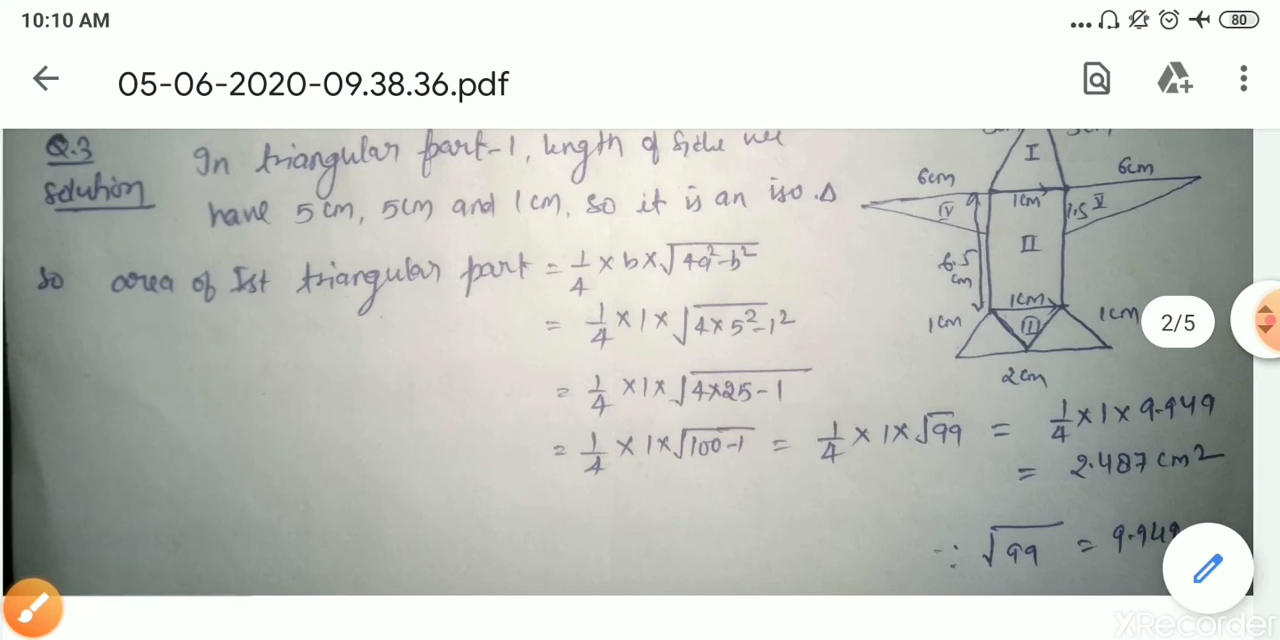 10:10 AM
80
05-06-2020-09.38.36.pdf
Q.3
Solution
In triangular part-1, length of side we
have 5cm, 5cm and 1cm, so it is an iso. Δ
So area of Ist triangular part = 1/4 × b × √4a²-b²
= 1/4 × 1 × √4×5²-1²
= 1/4 × 1 × √4×25-1
= 1/4 × 1 × √100-1 = 1/4 × 1 × √99 = 1/4 × 1 × 9.949
= 2.487 cm2
∵ √99 = 9.949
I
6cm
6cm
1cm
IV
1.5
V
II
6.5
cm
1cm
1cm
III
1cm
2cm
2/5
XRecorder